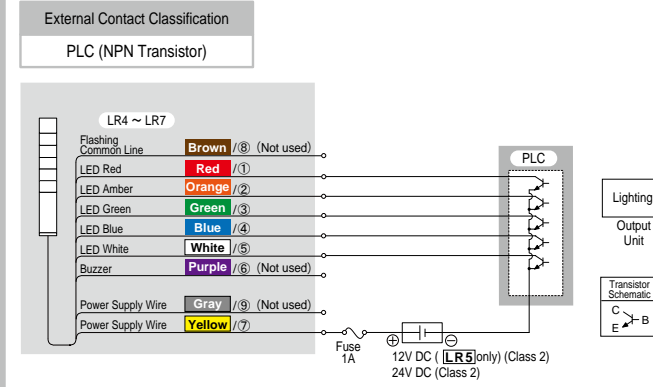 External Contact Classification
PLC (NPN Transistor)
LR4 ~ LR7
Flashing
Common Line
Brown /⑧ (Not used)
LED Red Red /①
LED Amber Orange /②
LED Green Green /③
LED Blue Blue /④
LED White White /⑤
Buzzer Purple /⑥ (Not used)
Power Supply Wire Gray /⑨ (Not used)
Power Supply Wire Yellow /⑦
Fuse
1A
⊕ ⊖
12V DC ( LR5 only) (Class 2)
24V DC (Class 2)
PLC
Lighting
Output
Unit
Transistor
Schematic
C
B
E